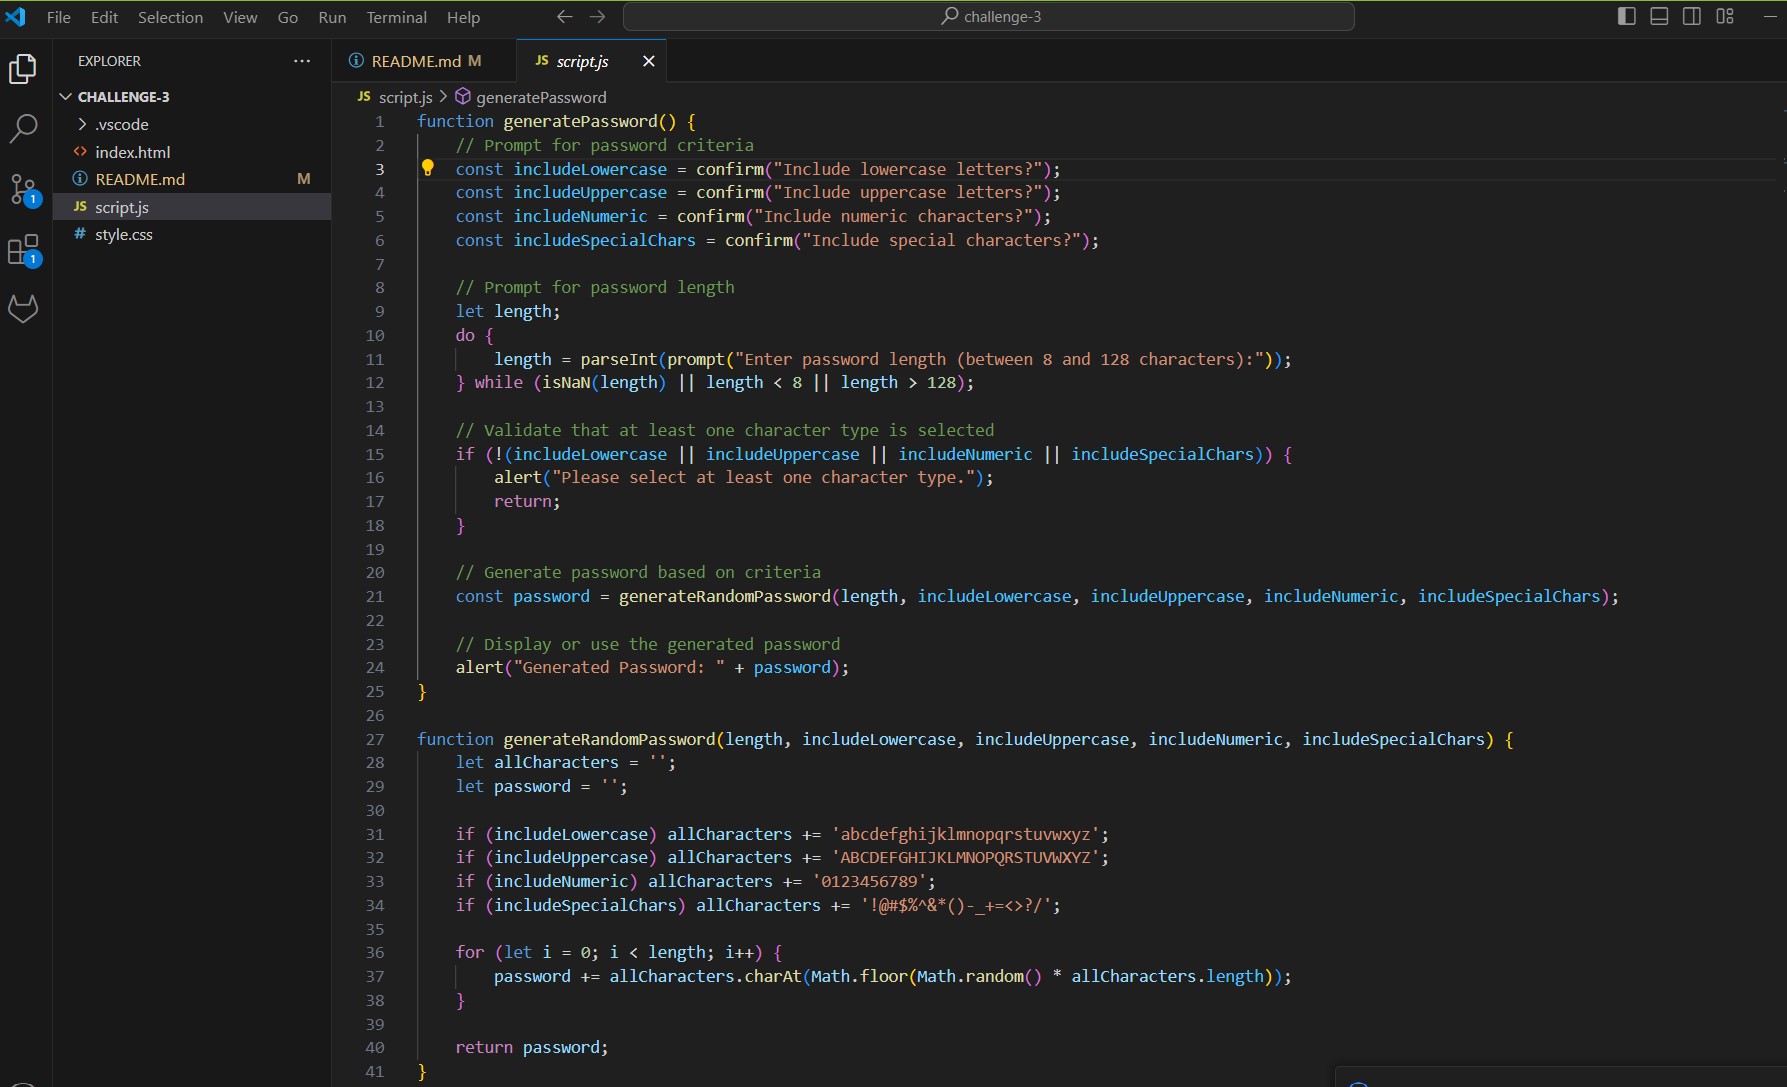 File Edit Selection View Go Run Terminal Help
challenge-3
EXPLORER
CHALLENGE-3
.vscode
index.html
README.md M
JS script.js
# style.css
1
1
README.md M
JS script.js
JS script.js > generatePassword
1 function generatePassword() {
2     // Prompt for password criteria
3     const includeLowercase = confirm("Include lowercase letters?");
4     const includeUppercase = confirm("Include uppercase letters?");
5     const includeNumeric = confirm("Include numeric characters?");
6     const includeSpecialChars = confirm("Include special characters?");
7
8     // Prompt for password length
9     let length;
10     do {
11         length = parseInt(prompt("Enter password length (between 8 and 128 characters):"));
12     } while (isNaN(length) || length < 8 || length > 128);
13
14     // Validate that at least one character type is selected
15     if (!(includeLowercase || includeUppercase || includeNumeric || includeSpecialChars)) {
16         alert("Please select at least one character type.");
17         return;
18     }
19
20     // Generate password based on criteria
21     const password = generateRandomPassword(length, includeLowercase, includeUppercase, includeNumeric, includeSpecialChars);
22
23     // Display or use the generated password
24     alert("Generated Password: " + password);
25 }
26
27 function generateRandomPassword(length, includeLowercase, includeUppercase, includeNumeric, includeSpecialChars) {
28     let allCharacters = '';
29     let password = '';
30
31     if (includeLowercase) allCharacters += 'abcdefghijklmnopqrstuvwxyz';
32     if (includeUppercase) allCharacters += 'ABCDEFGHIJKLMNOPQRSTUVWXYZ';
33     if (includeNumeric) allCharacters += '0123456789';
34     if (includeSpecialChars) allCharacters += '!@#$%^&*()-_+=<>?/';
35
36     for (let i = 0; i < length; i++) {
37         password += allCharacters.charAt(Math.floor(Math.random() * allCharacters.length));
38     }
39
40     return password;
41 }